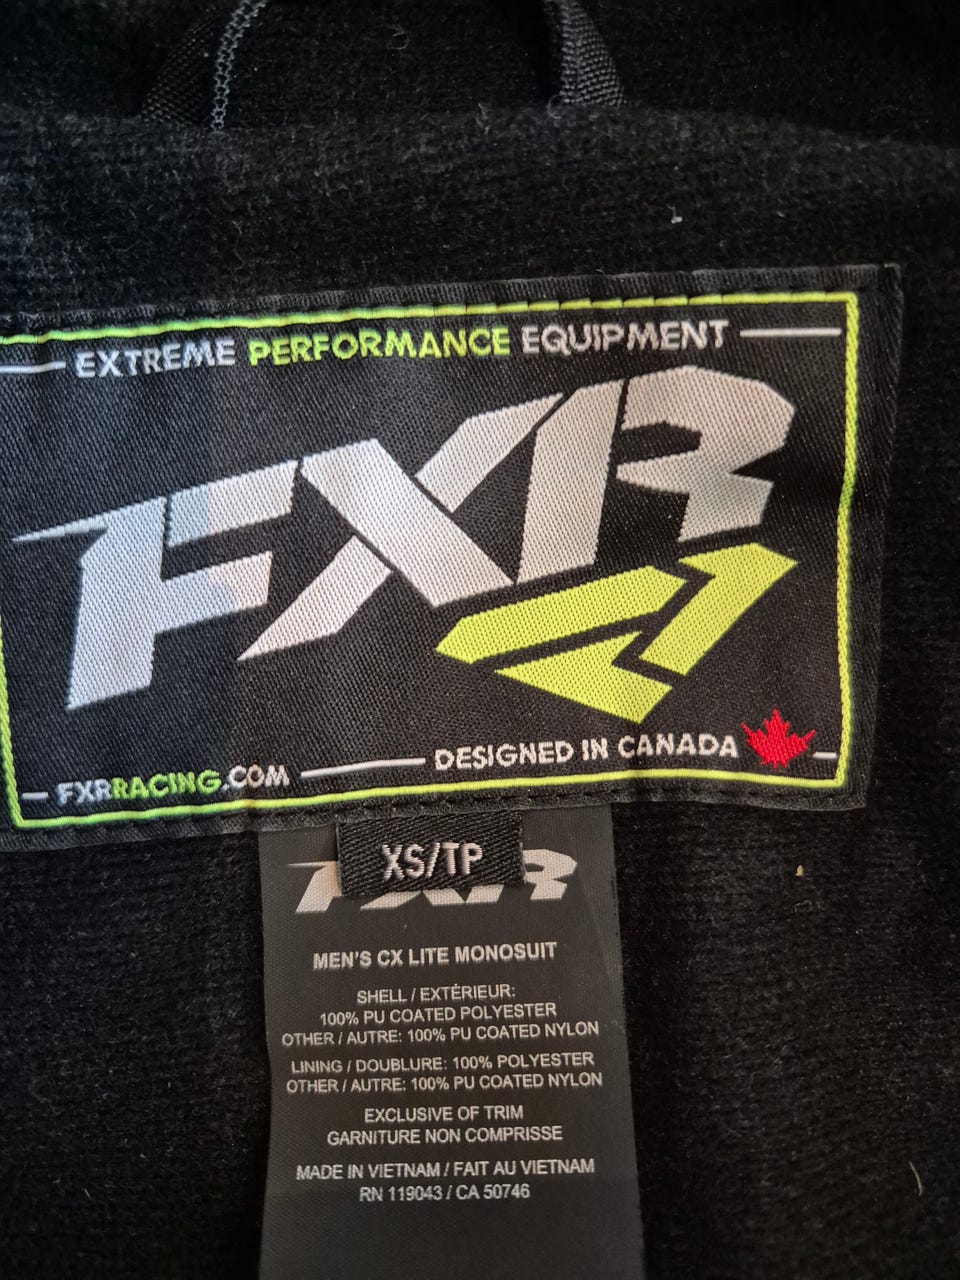 EXTREME PERFORMANCE EQUIPMENT
FXR
FXRRACING.COM
DESIGNED IN CANADA
XS/TP
FXR
MEN'S CX LITE MONOSUIT
SHELL / EXTÉRIEUR:
100% PU COATED POLYESTER
OTHER / AUTRE: 100% PU COATED NYLON
LINING / DOUBLURE: 100% POLYESTER
OTHER / AUTRE: 100% PU COATED NYLON
EXCLUSIVE OF TRIM
GARNITURE NON COMPRISSE
MADE IN VIETNAM / FAIT AU VIETNAM
RN 119043 / CA 50746